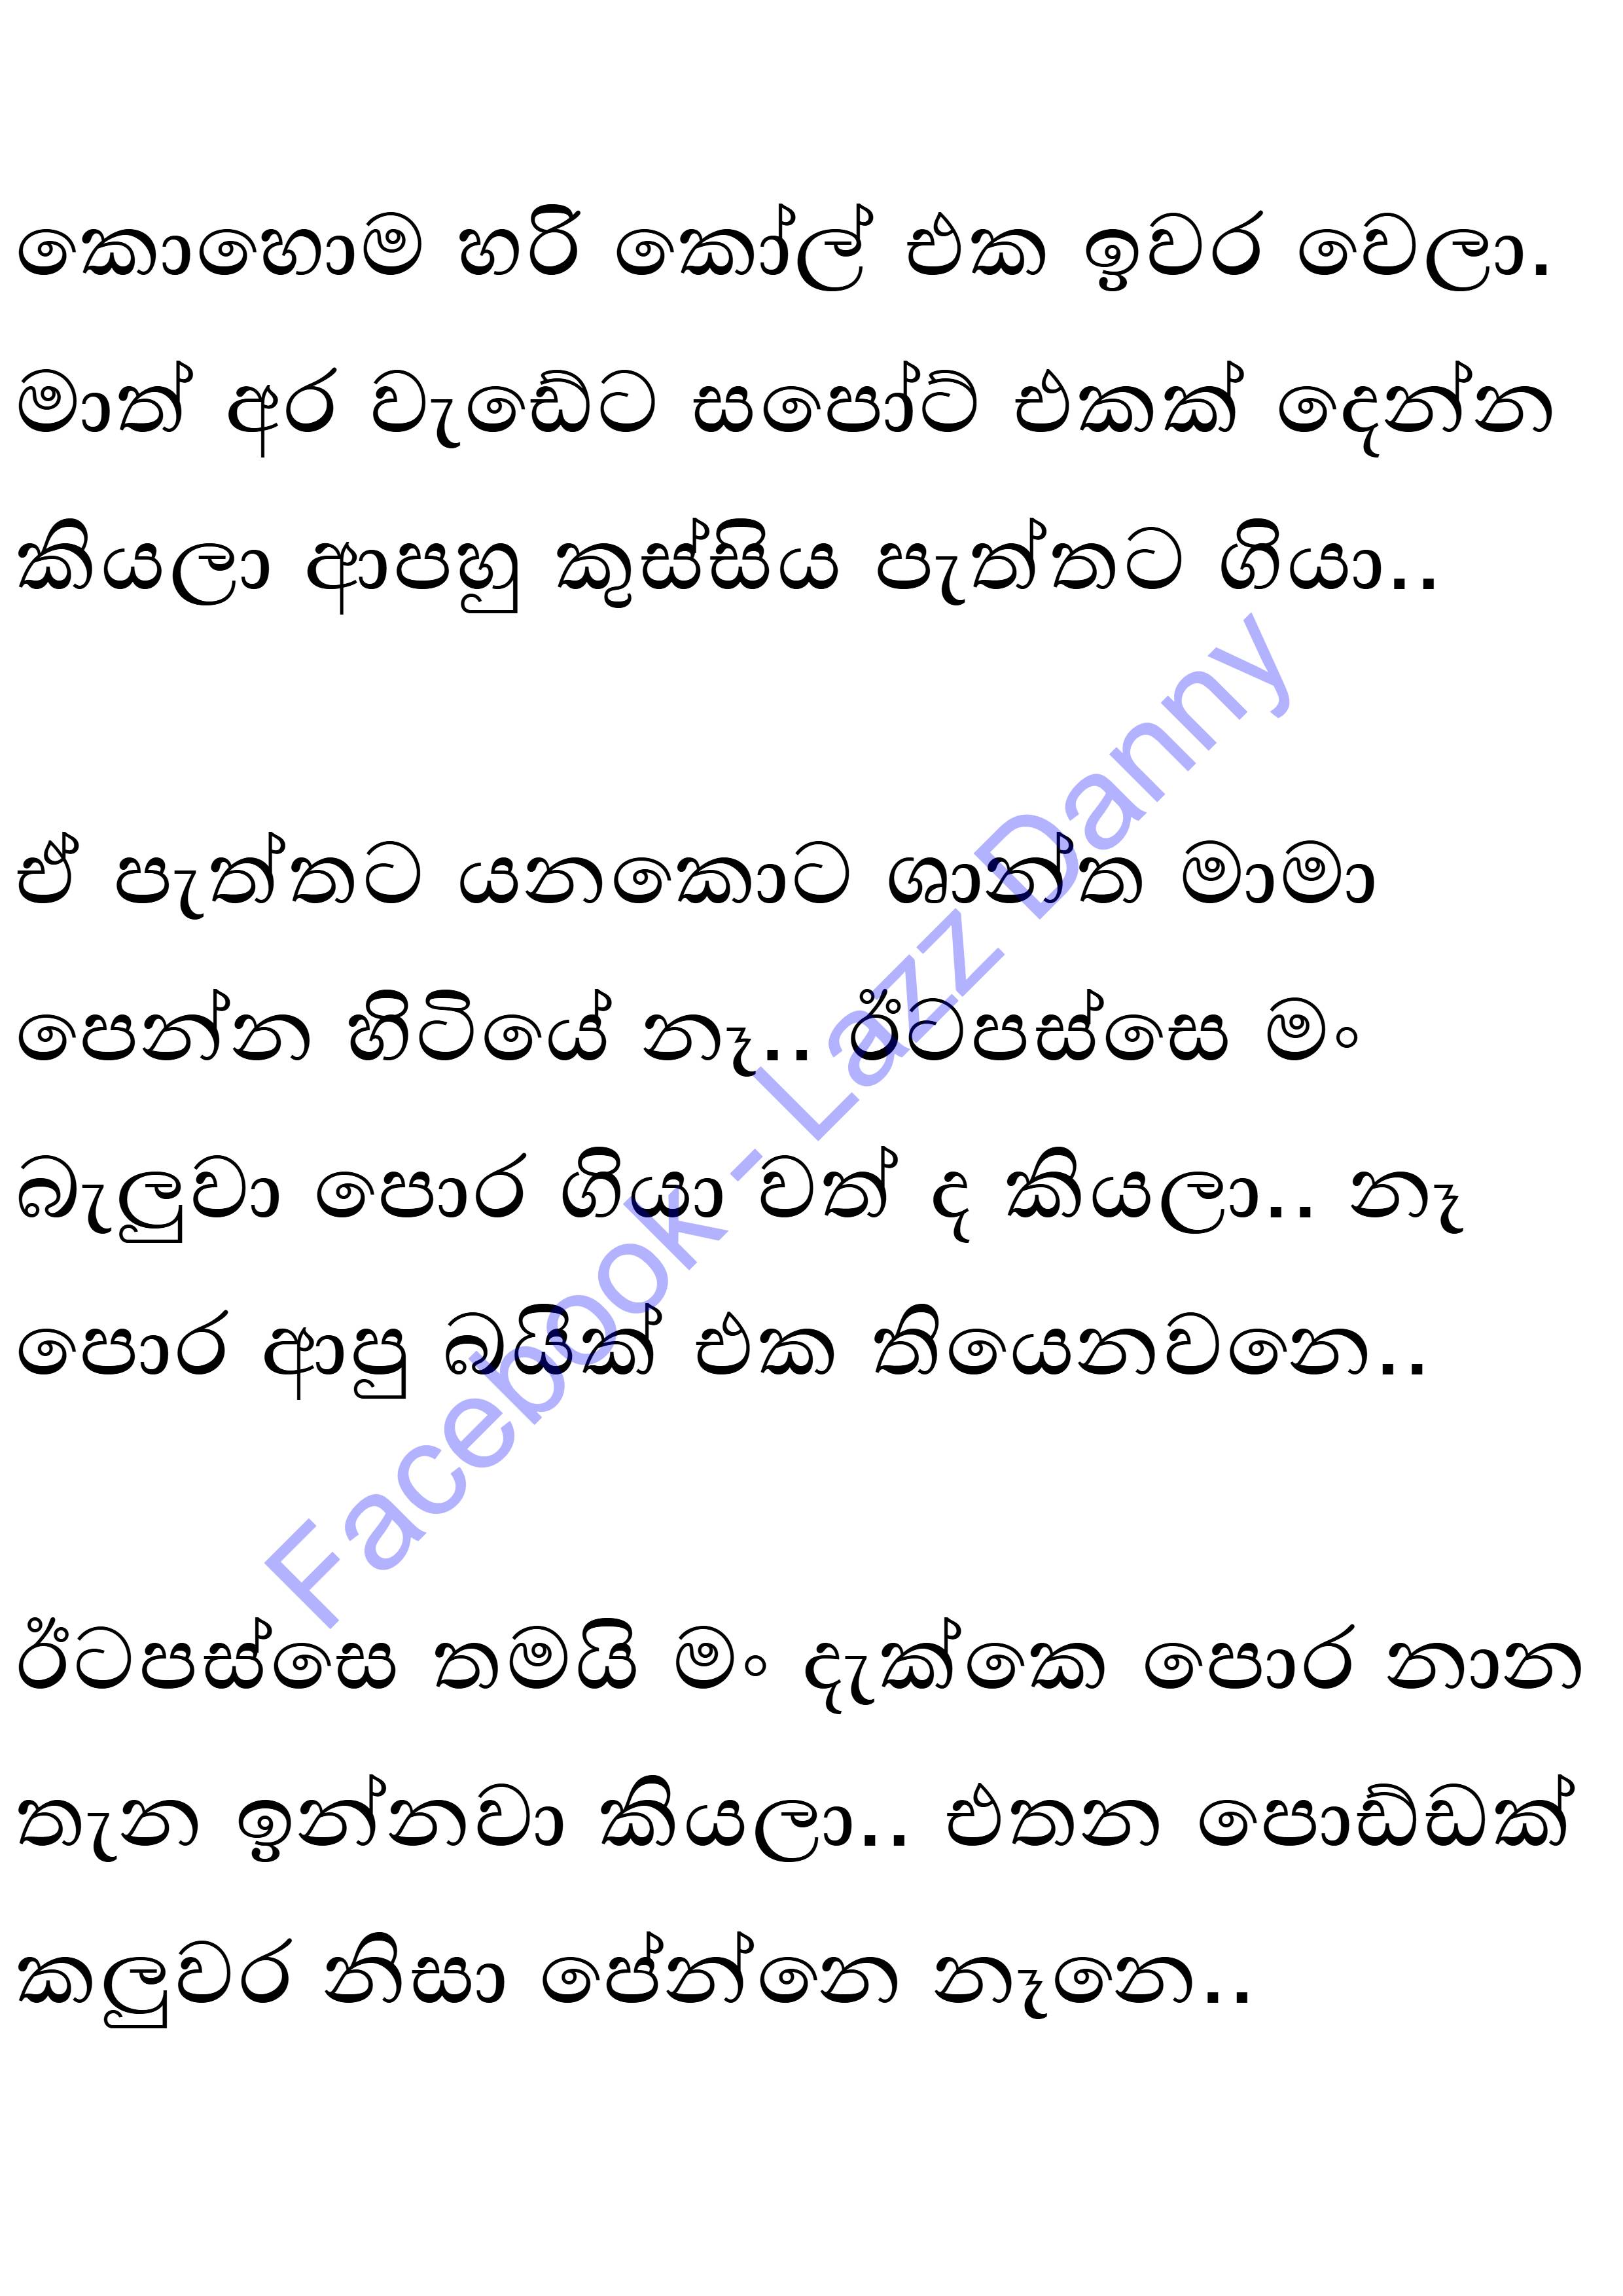 කොහොම හරි කෝල් එක ඉවර වෙලා.
මාත් අර වැඩේට සපෝට් එකක් දෙන්න
කියලා ආපහු කුස්සිය පැත්තට ගියා..
ඒ පැත්තට යනකොට ශාන්ත මාමා
පෙන්න හිටියේ නෑ.. ඊටපස්සෙ මං
බැලුවා පොර ගියා වත් ද කියලා.. නෑ
පොර ආපු බයික් එක තියෙනවනෙ..
ඊටපස්සෙ තමයි මං දැක්කෙ පොර නාන
තැන ඉන්නවා කියලා.. එතන පොඩ්ඩක්
කලුවර නිසා පේන්නෙ නෑනෙ..
Facebook - Lazz Danny